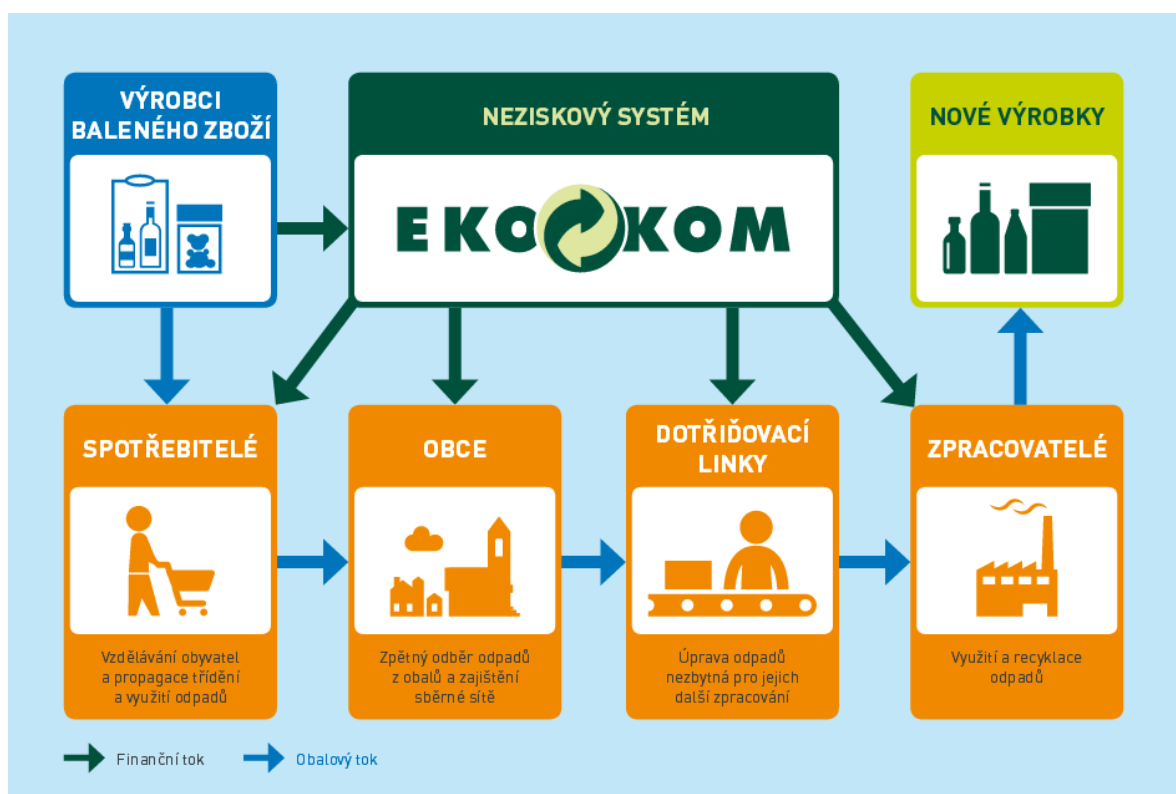 VÝROBCI
BALENÉHO ZBOŽÍ
NEZISKOVÝ SYSTÉM
EKO KOM
NOVÉ VÝROBKY
SPOTŘEBITELÉ
Vzdělávání obyvatel
a propagace třídění
a využití odpadů
OBCE
Zpětný odběr odpadů
z obalů a zajištění
sběrné sítě
DOTŘIĎOVACÍ
LINKY
Úprava odpadů
nezbytná pro jejich
další zpracování
ZPRACOVATELÉ
Využití a recyklace
odpadů
Finanční tok
Obalový tok